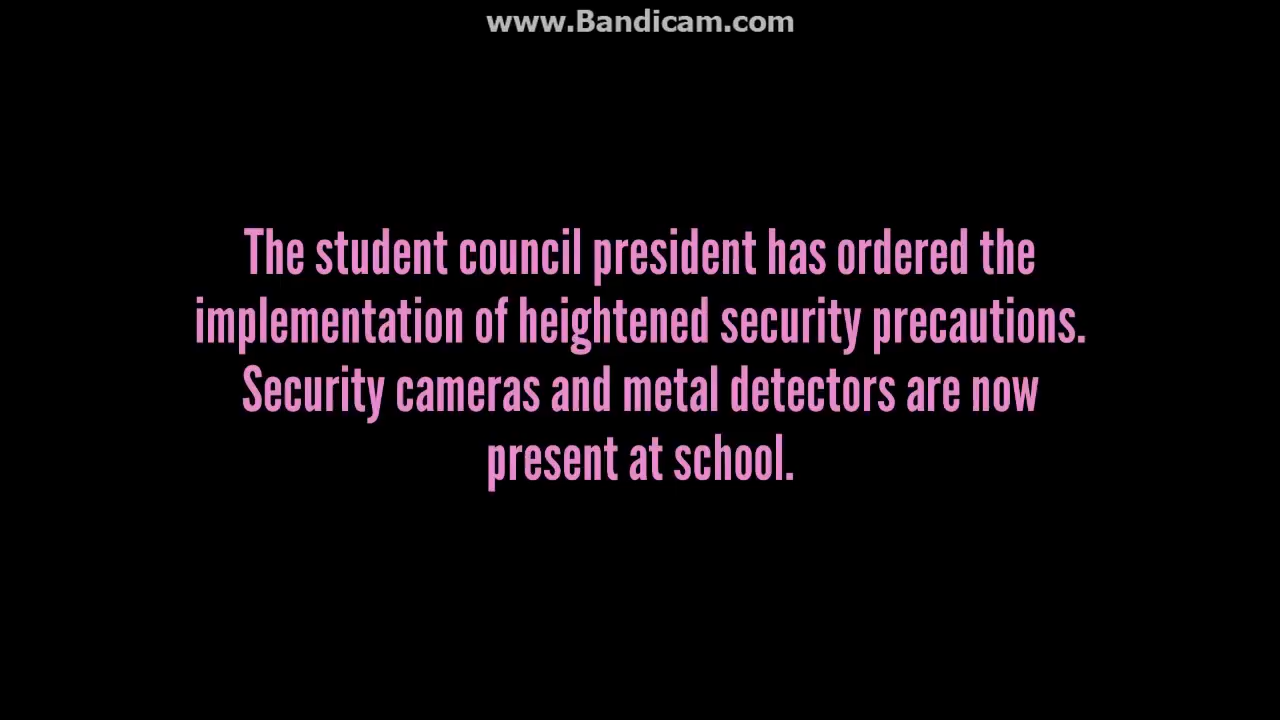 www.Bandicam.com
The student council president has ordered the
implementation of heightened security precautions.
Security cameras and metal detectors are now
present at school.